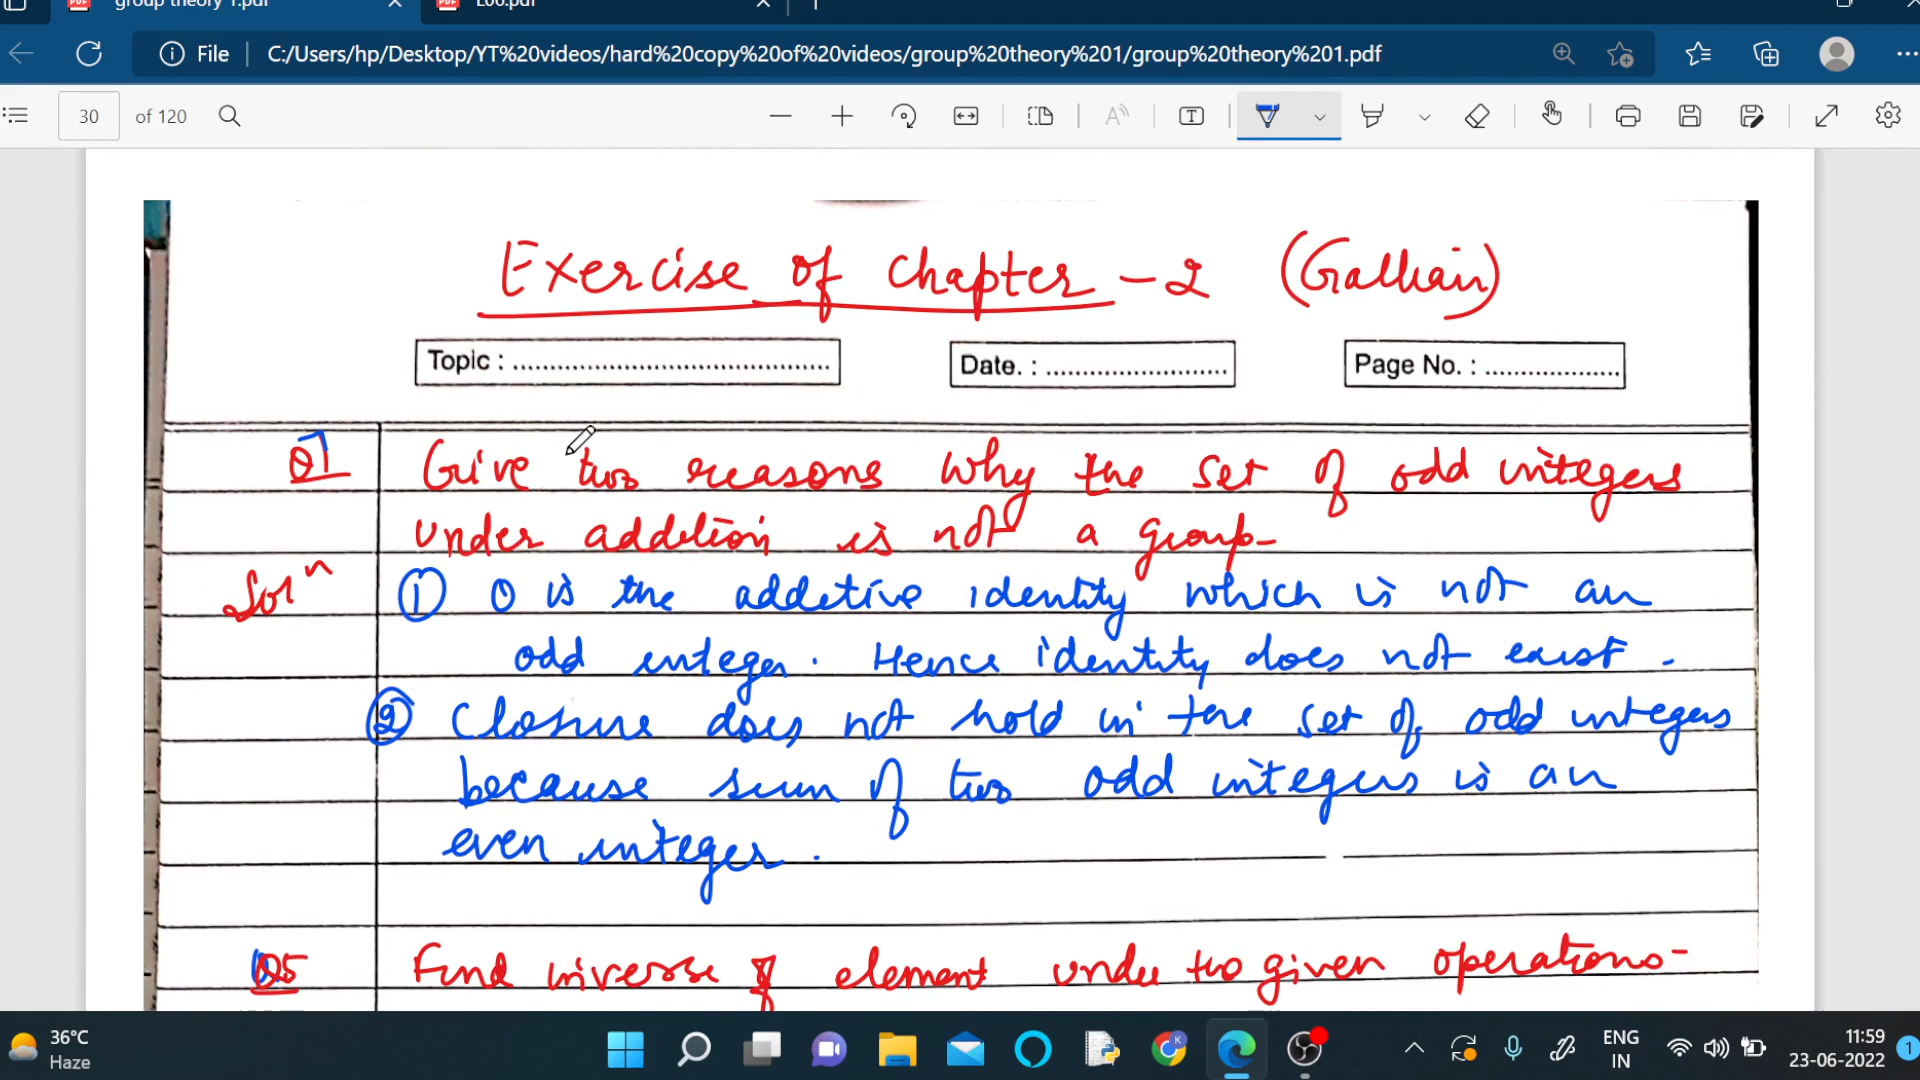 group theory 1.pdf
L06.pdf
File
C:/Users/hp/Desktop/YT%20videos/hard%20copy%20of%20videos/group%20theory%201/group%20theory%201.pdf
30 of 120
Exercise of Chapter - 2 (Gallian)
Topic : ........................................
Date. : ........................
Page No. : ..................
Q1 Give two reasons why the set of odd integers
under addition is not a group-
Solⁿ ① 0 is the addetive identity which is not an
odd integer. Hence identity does not exist.
② Closure does not hold in the set of odd integers
because sum of two odd integers is an
even integer.
Q5 Find inverse of element under the given operations-
36°C
Haze
ENG
IN
11:59
23-06-2022
1